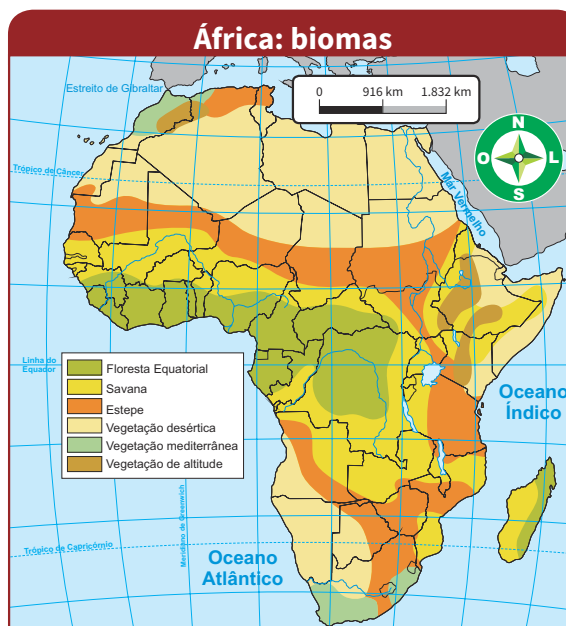 África: biomas
Estreito de Gibraltar
0 916 km 1.832 km
N
O L
S
Trópico de Câncer
Mar Vermelho
Linha do
Equador
Floresta Equatorial
Savana
Estepe
Vegetação desértica
Vegetação mediterrânea
Vegetação de altitude
Oceano
Índico
Meridiano de Greenwich
Trópico de Capricórnio
Oceano
Atlântico